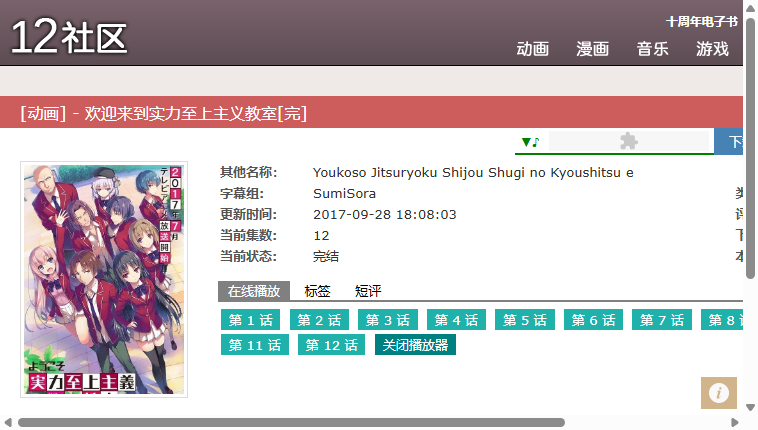 12社区
十周年电子书
动画 漫画 音乐 游戏
[动画] - 欢迎来到实力至上主义教室[完]
▼♪
其他名称: Youkoso Jitsuryoku Shijou Shugi no Kyoushitsu e
字幕组: SumiSora
更新时间: 2017-09-28 18:08:03
当前集数: 12
当前状态: 完结
2017年7月
テレビアニメ放送開始
ようこそ
実力至上主義
在线播放 标签 短评
第 1 话 第 2 话 第 3 话 第 4 话 第 5 话 第 6 话 第 7 话 第 8
第 11 话 第 12 话 关闭播放器
i